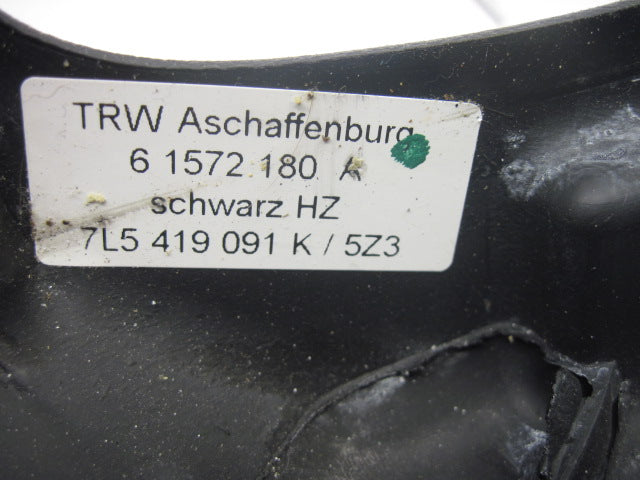 TRW Aschaffenburg
6 1572 180 A
schwarz HZ
7L5 419 091 K / 5Z3